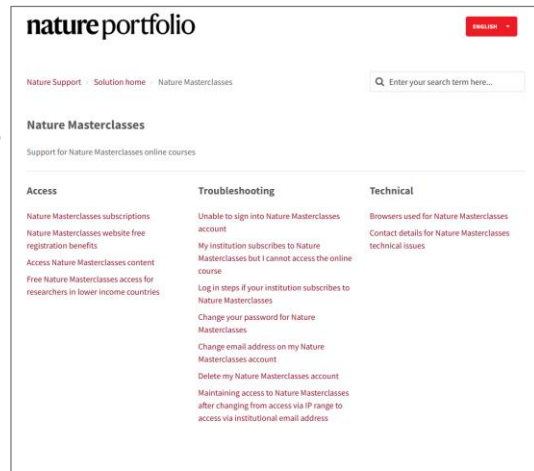 nature portfolio
ENGLISH
Nature Support Solution home Nature Masterclasses
Enter your search term here...
Nature Masterclasses
Support for Nature Masterclasses online courses
Access
Nature Masterclasses subscriptions
Nature Masterclasses website free
registration benefits
Access Nature Masterclasses content
Free Nature Masterclasses access for
researchers in lower income countries
Troubleshooting
Unable to sign into Nature Masterclasses
account
My institution subscribes to Nature
Masterclasses but I cannot access the online
course
Log in steps if your institution subscribes to
Nature Masterclasses
Change your password for Nature
Masterclasses
Change email address on my Nature
Masterclasses account
Delete my Nature Masterclasses account
Maintaining access to Nature Masterclasses
after changing from access via IP range to
access via institutional email address
Technical
Browsers used for Nature Masterclasses
Contact details for Nature Masterclasses
technical issues